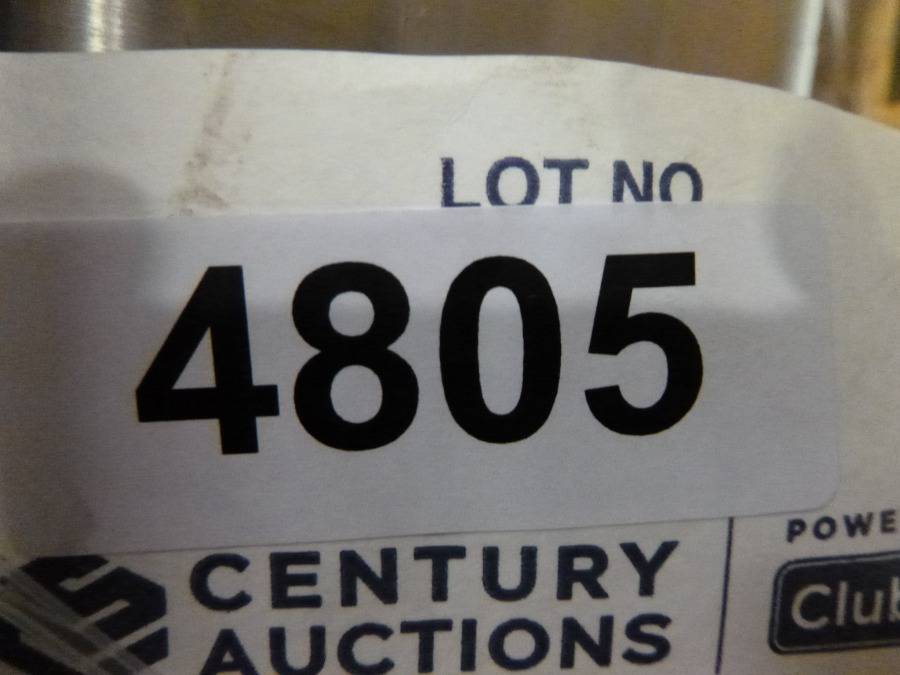 LOT NO
4805
CENTURY
AUCTIONS